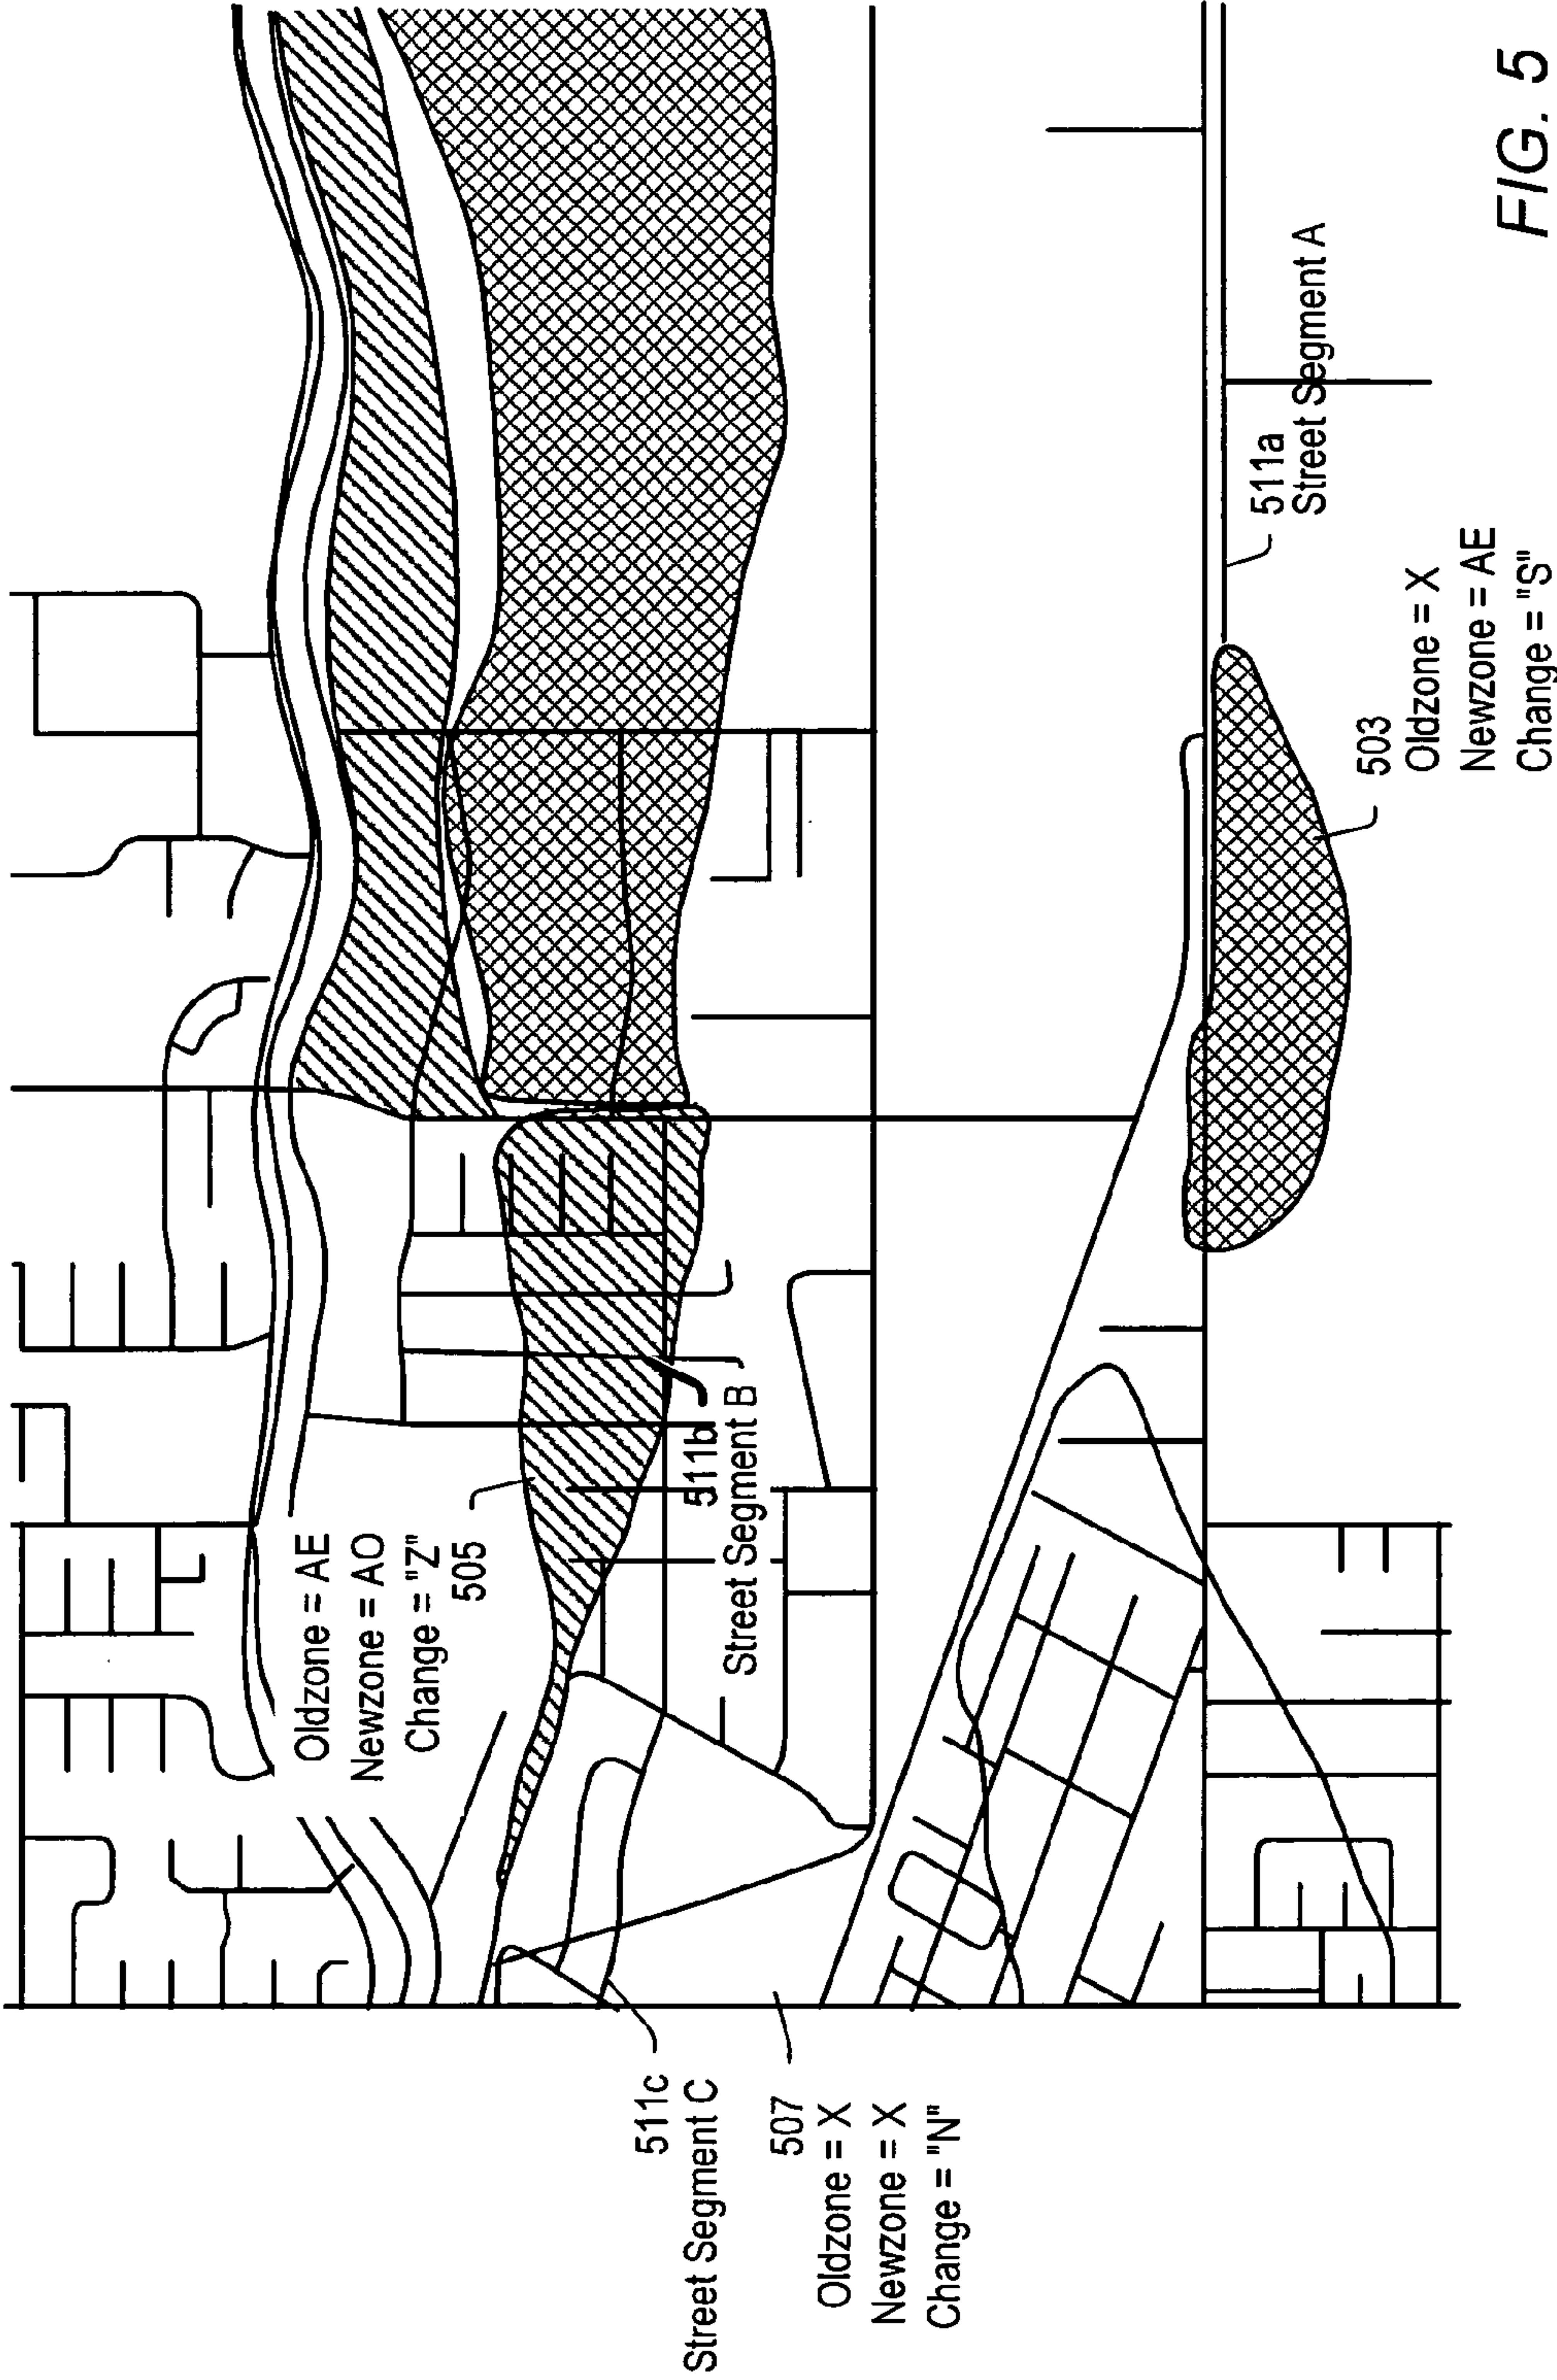 Oldzone = AE
Newzone = AO
Change = "Z"
505
511b
Street Segment B
511c
Street Segment C
507
Oldzone = X
Newzone = X
Change = "N"
511a
Street Segment A
503
Oldzone = X
Newzone = AE
Change = "S"
FIG. 5